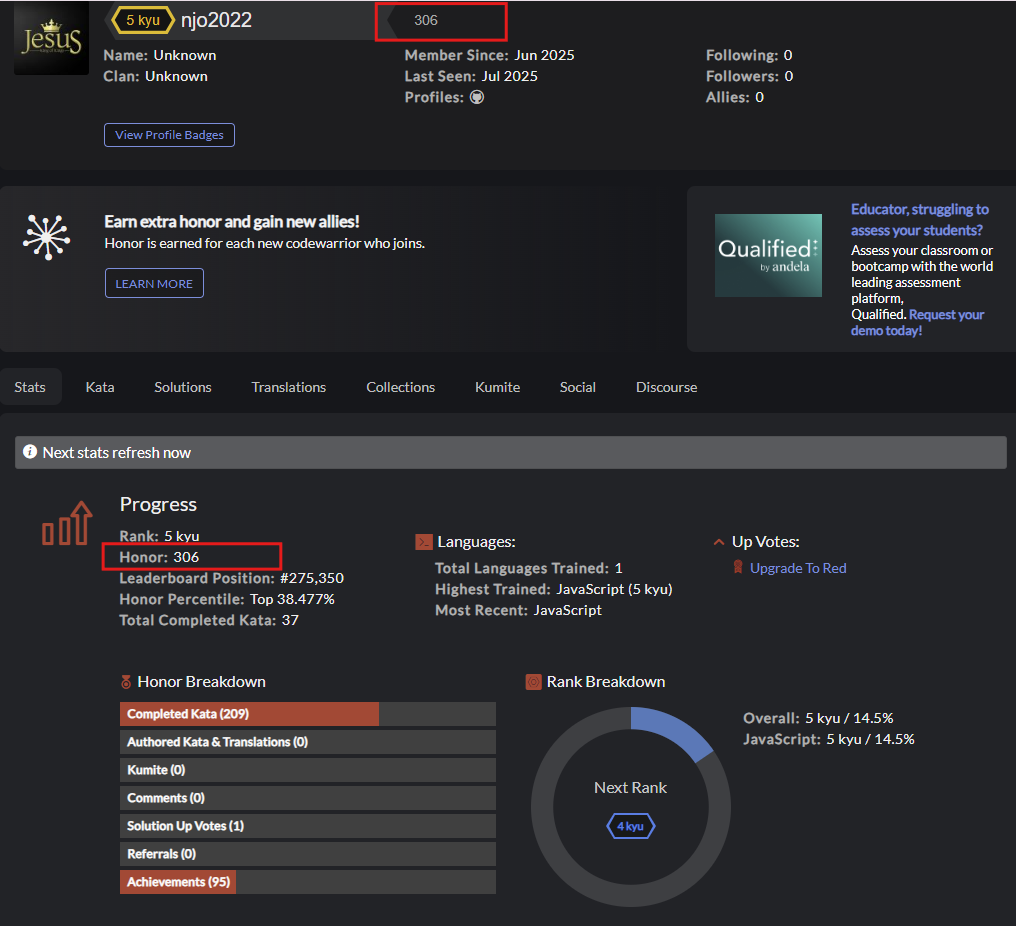 JESUS
5 kyu njo2022 306
Name: Unknown
Clan: Unknown
Member Since: Jun 2025
Last Seen: Jul 2025
Profiles:
Following: 0
Followers: 0
Allies: 0
View Profile Badges
Earn extra honor and gain new allies!
Honor is earned for each new codewarrior who joins.
LEARN MORE
Qualified
by andela
Educator, struggling to
assess your students?
Assess your classroom or
bootcamp with the world
leading assessment
platform,
Qualified. Request your
demo today!
Stats Kata Solutions Translations Collections Kumite Social Discourse
Next stats refresh now
Progress
Rank: 5 kyu
Honor: 306
Leaderboard Position: #275,350
Honor Percentile: Top 38.477%
Total Completed Kata: 37
Languages:
Total Languages Trained: 1
Highest Trained: JavaScript (5 kyu)
Most Recent: JavaScript
Up Votes:
Upgrade To Red
Honor Breakdown
Completed Kata (209)
Authored Kata & Translations (0)
Kumite (0)
Comments (0)
Solution Up Votes (1)
Referrals (0)
Achievements (95)
Rank Breakdown
Next Rank
4 kyu
Overall: 5 kyu / 14.5%
JavaScript: 5 kyu / 14.5%